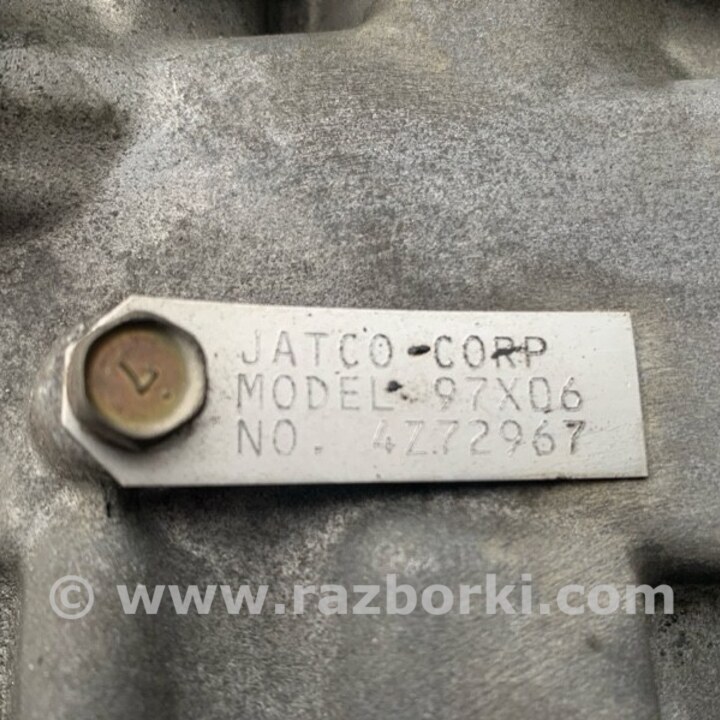 JATCO CORP
MODEL 97X06
NO. 4Z72967
© www.razborki.com